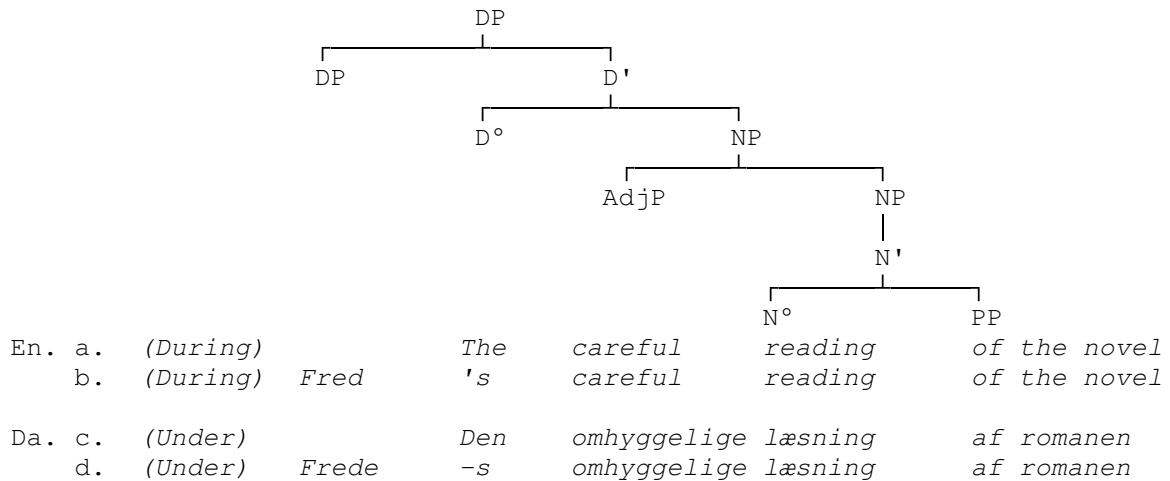 DP
DP D'
D° NP
AdjP NP
N'
N° PP
En. a. (During) The careful reading of the novel
b. (During) Fred 's careful reading of the novel
Da. c. (Under) Den omhyggelige læsning af romanen
d. (Under) Frede -s omhyggelige læsning af romanen